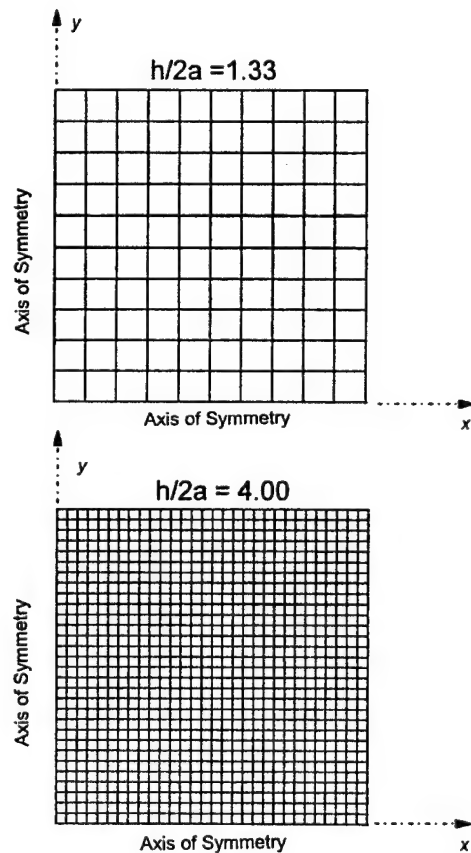 y
h/2a =1.33
Axis of Symmetry
Axis of Symmetry
x
y
h/2a = 4.00
Axis of Symmetry
Axis of Symmetry
x